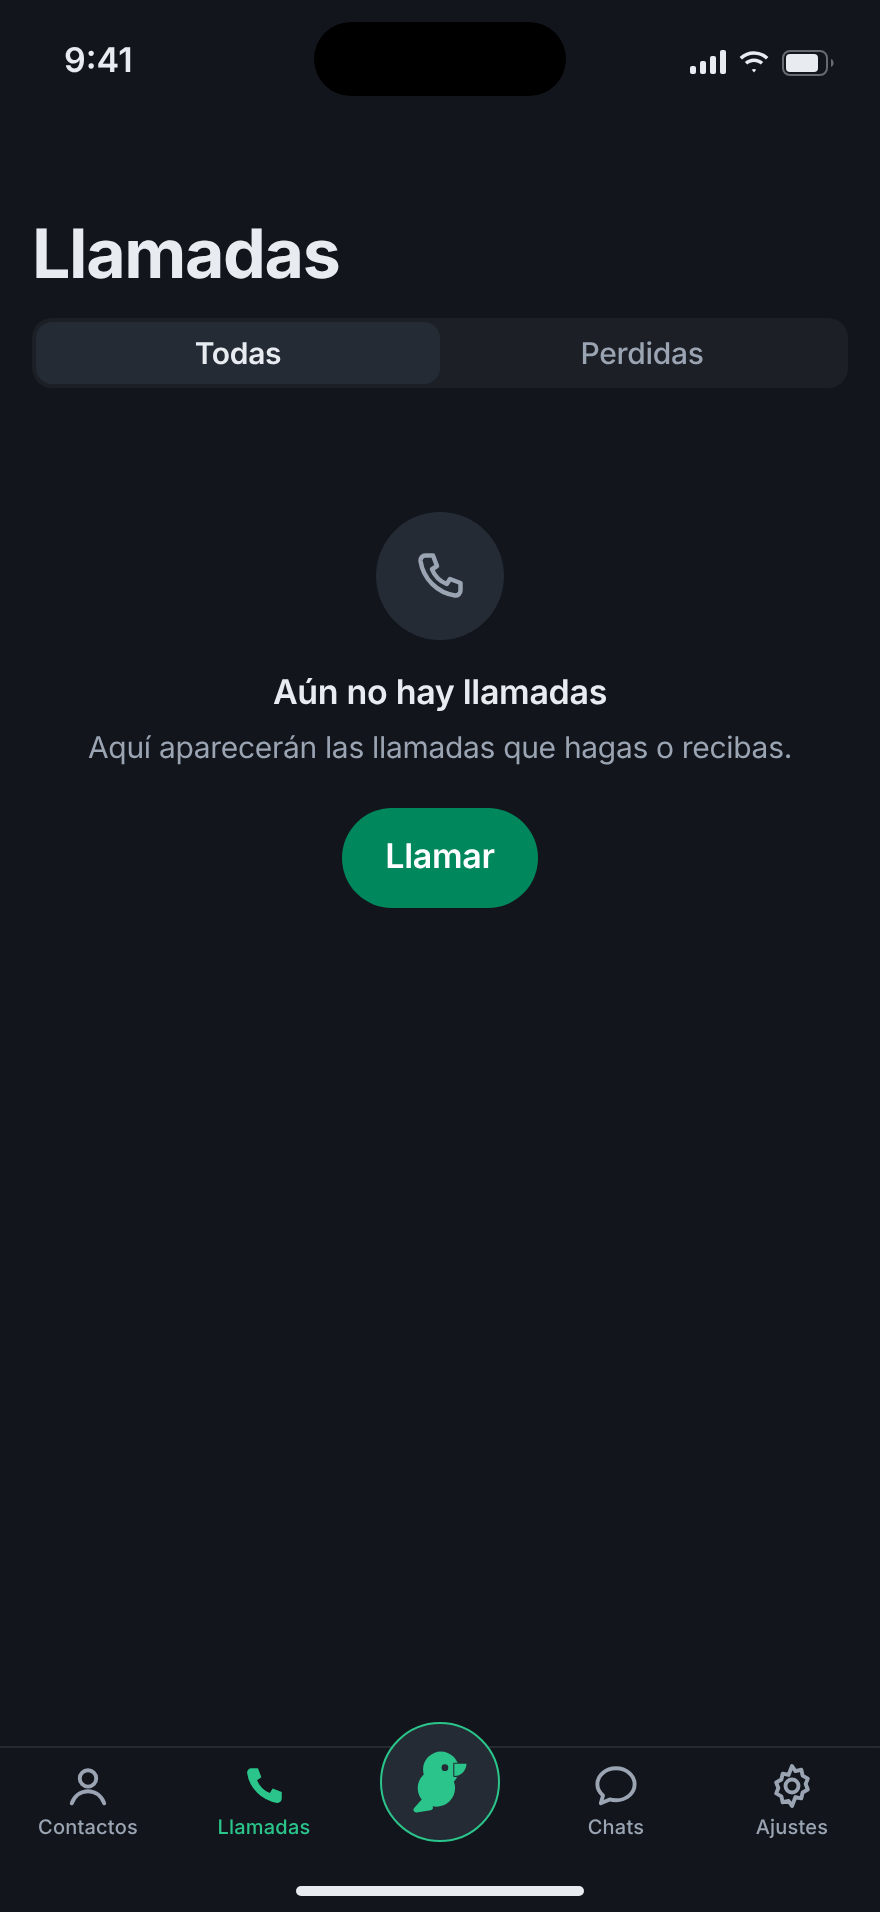 9:41
Llamadas
Todas
Perdidas
Aún no hay llamadas
Aquí aparecerán las llamadas que hagas o recibas.
Llamar
Contactos
Llamadas
Chats
Ajustes